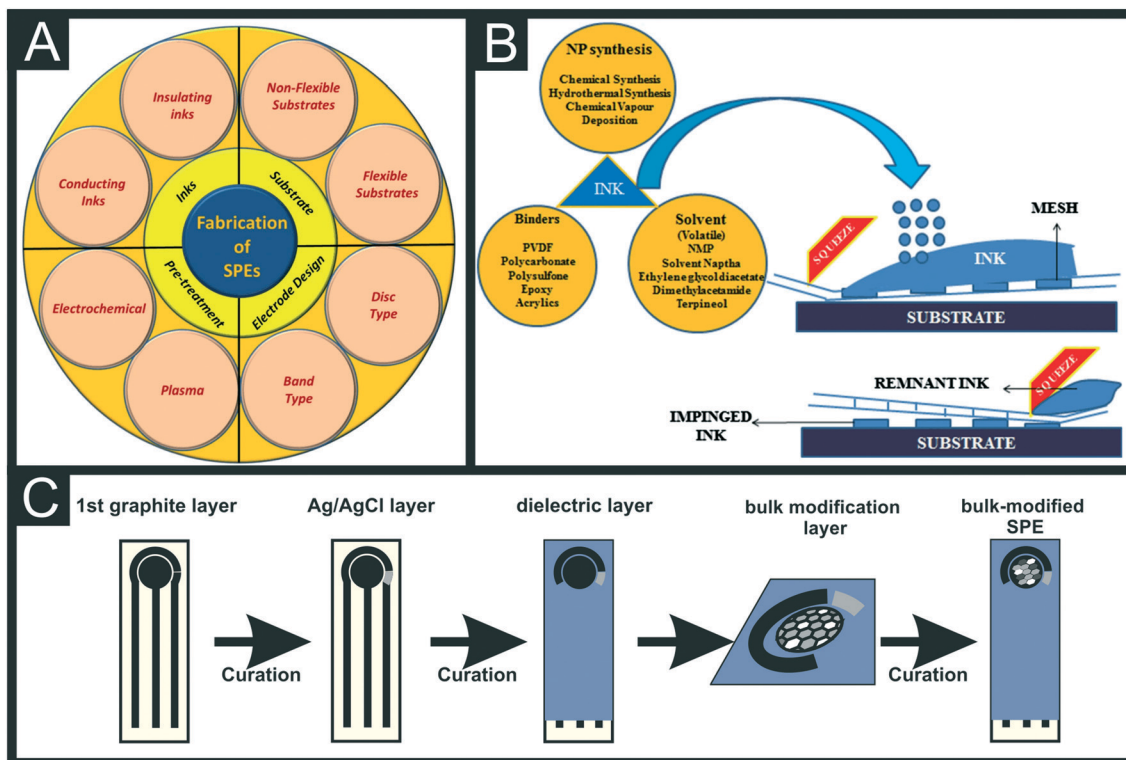 A
Insulating
inks
Non-Flexible
Substrates
Conducting
Inks
Flexible
Substrates
Inks
Substrate
Fabrication
of
SPEs
Pre-treatment
Electrode Design
Electrochemical
Disc
Type
Plasma
Band
Type
B
NP synthesis
Chemical Synthesis
Hydrothermal Synthesis
Chemical Vapour
Deposition
INK
Binders
PVDF
Polycarbonate
Polysulfone
Epoxy
Acrylics
Solvent
(Volatile)
NMP
Solvent Naptha
Ethylene glycol diacetate
Dimethylacetamide
Terpineol
SQUEEZE
MESH
INK
SUBSTRATE
REMNANT INK
SQUEEZE
IMPINGED
INK
SUBSTRATE
C
1st graphite layer
Ag/AgCl layer
dielectric layer
bulk modification
layer
bulk-modified
SPE
Curation
Curation
Curation